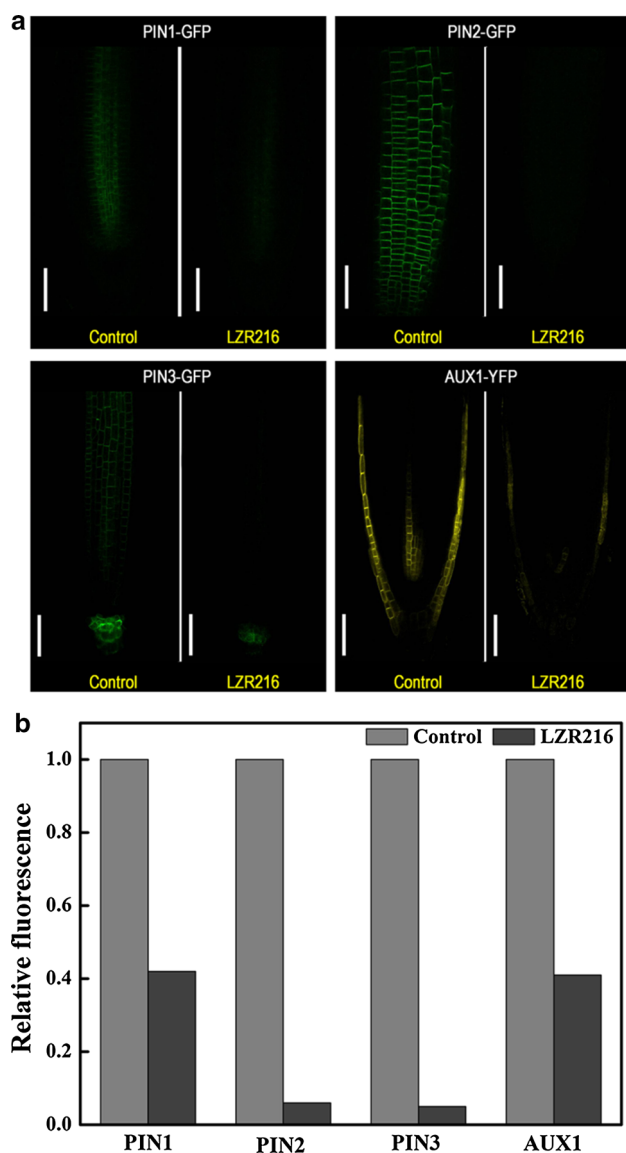 a
PIN1-GFP
PIN2-GFP
Control
LZR216
Control
LZR216
PIN3-GFP
AUX1-YFP
Control
LZR216
Control
LZR216
b
Control
LZR216
Relative fluorescence
1.0
0.8
0.6
0.4
0.2
0.0
PIN1
PIN2
PIN3
AUX1